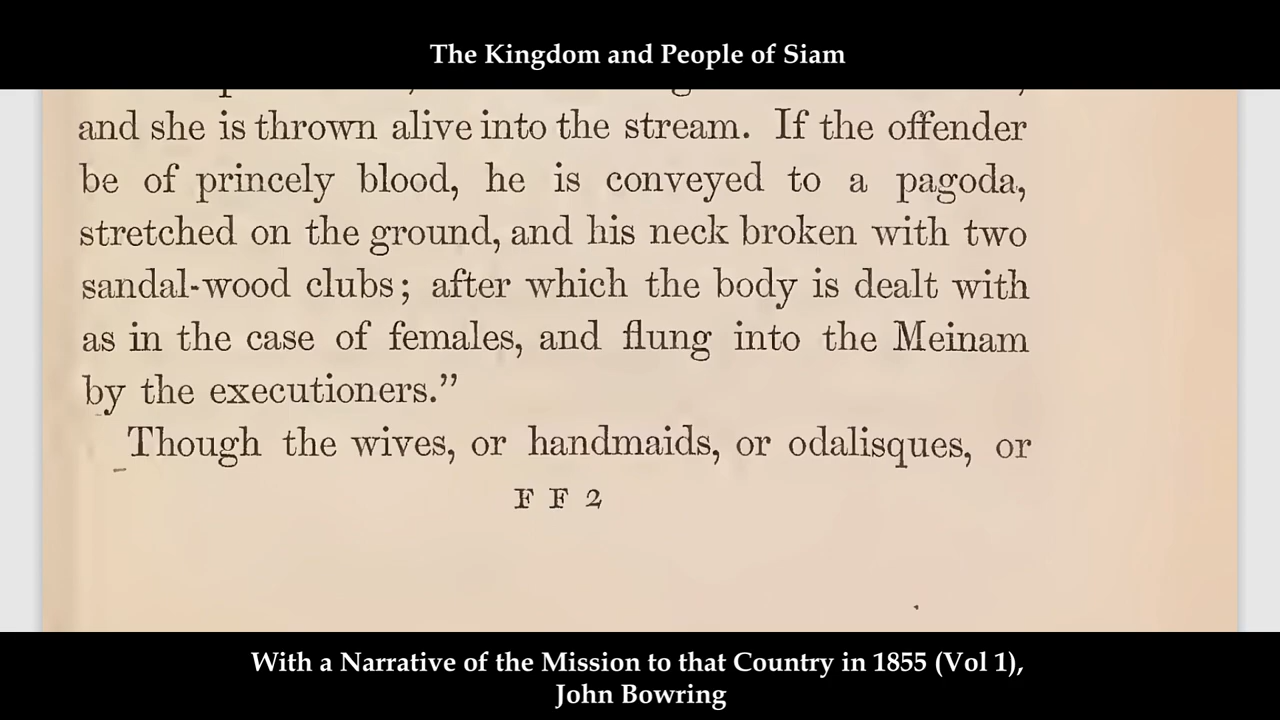 The Kingdom and People of Siam
and she is thrown alive into the stream. If the offender
be of princely blood, he is conveyed to a pagoda,
stretched on the ground, and his neck broken with two
sandal-wood clubs; after which the body is dealt with
as in the case of females, and flung into the Meinam
by the executioners.”
Though the wives, or handmaids, or odalisques, or
F F 2
With a Narrative of the Mission to that Country in 1855 (Vol 1),
John Bowring